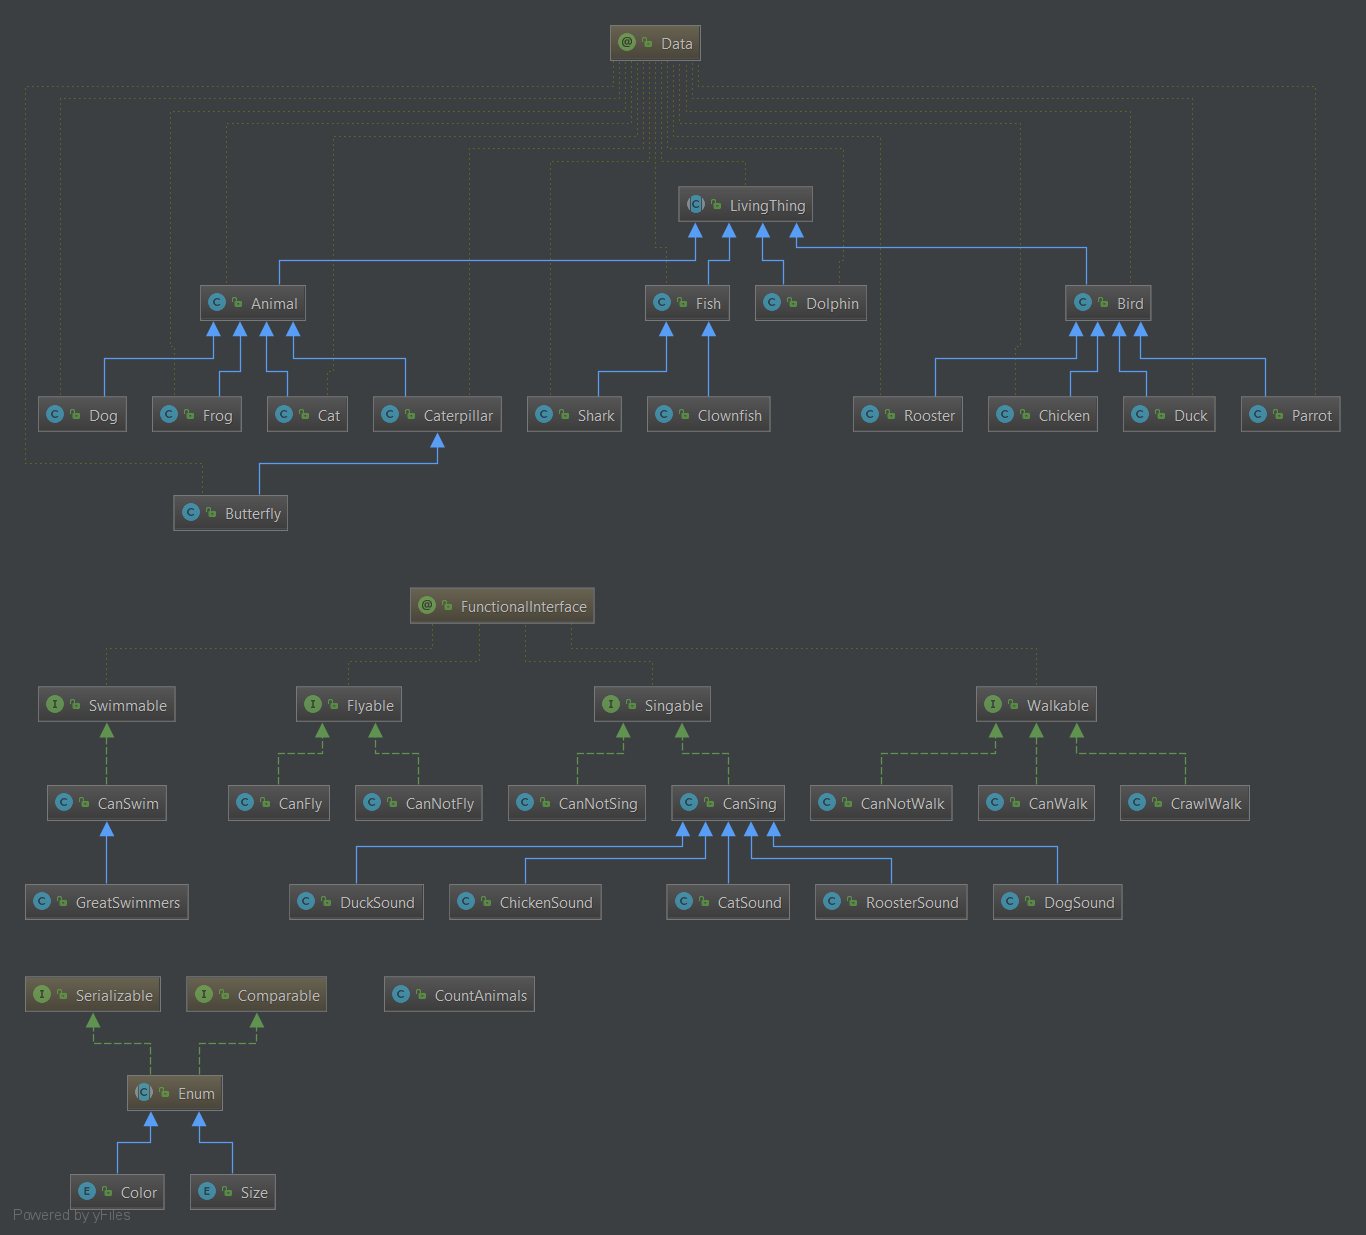 @ Data
C LivingThing
C Animal
C Fish
C Dolphin
C Bird
C Dog
C Frog
C Cat
C Caterpillar
C Shark
C Clownfish
C Rooster
C Chicken
C Duck
C Parrot
C Butterfly
@ FunctionalInterface
I Swimmable
I Flyable
I Singable
I Walkable
C CanSwim
C CanFly
C CanNotFly
C CanNotSing
C CanSing
C CanNotWalk
C CanWalk
C CrawlWalk
C GreatSwimmers
C DuckSound
C ChickenSound
C CatSound
C RoosterSound
C DogSound
I Serializable
I Comparable
C CountAnimals
C Enum
E Color
E Size
Powered by yFiles